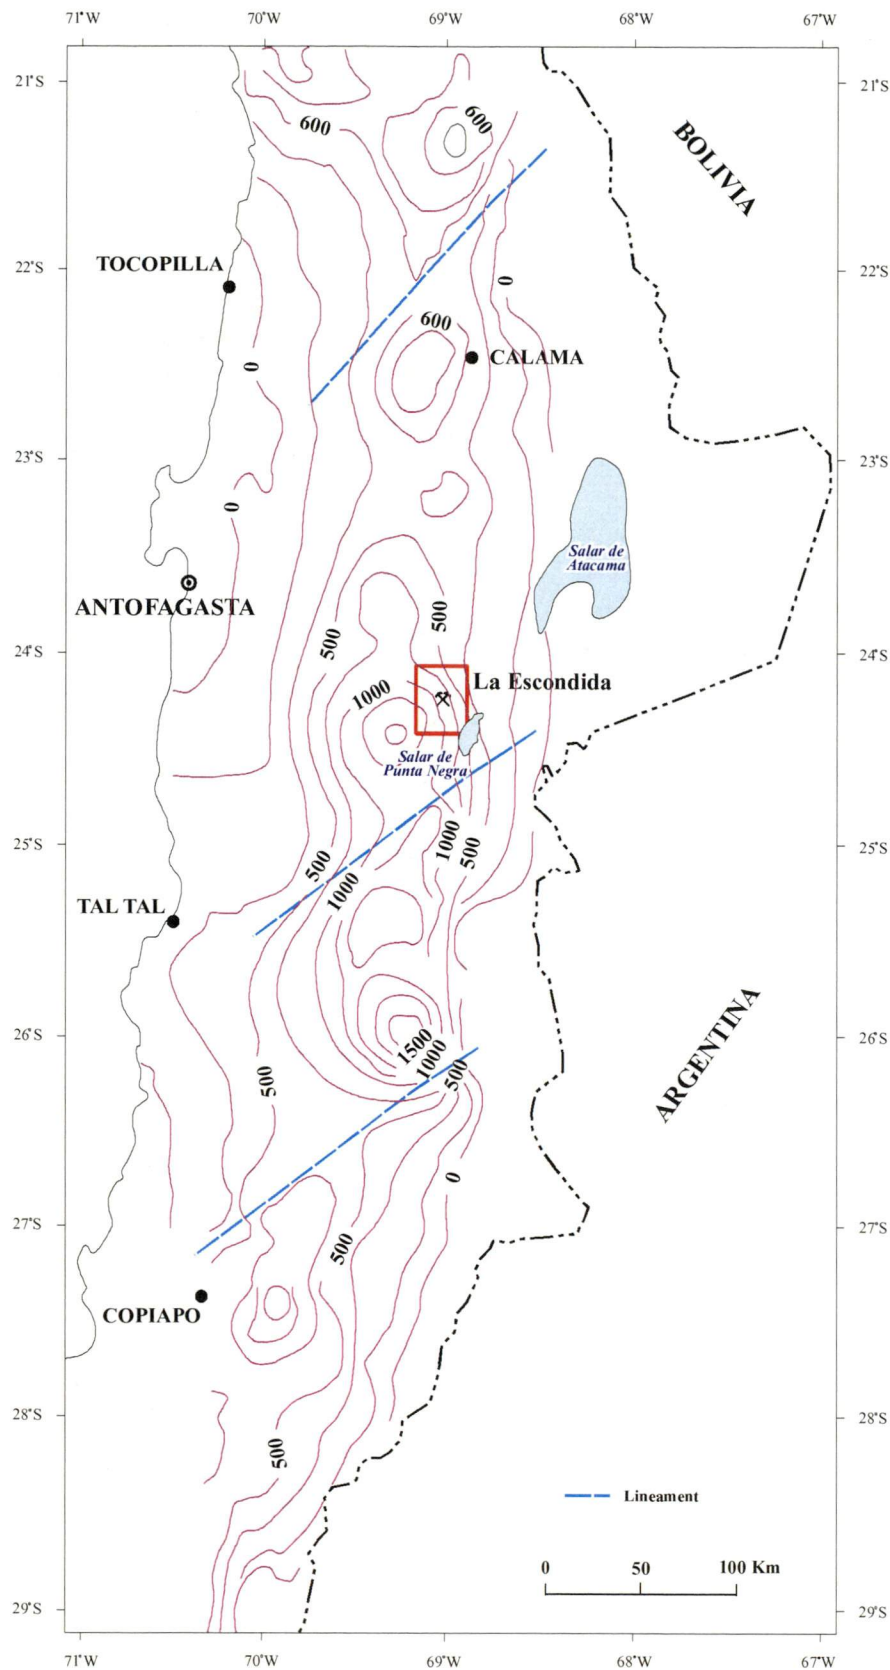 71°W 70°W 69°W 68°W 67°W
21°S 21°S
600
600
BOLIVIA
TOCOPILLA
22°S 22°S
0
600
0
CALAMA
23°S 23°S
0
Salar de
Atacama
ANTOFAGASTA
500
500
24°S 24°S
La Escondida
1000
Salar de
Punta Negra
1000
25°S 25°S
500
500
1000
TAL TAL
ARGENTINA
26°S 26°S
1500
1000
500
500
0
27°S 27°S
500
COPIAPO
28°S 28°S
500
Lineament
0 50 100 Km
29°S 29°S
71°W 70°W 69°W 68°W 67°W